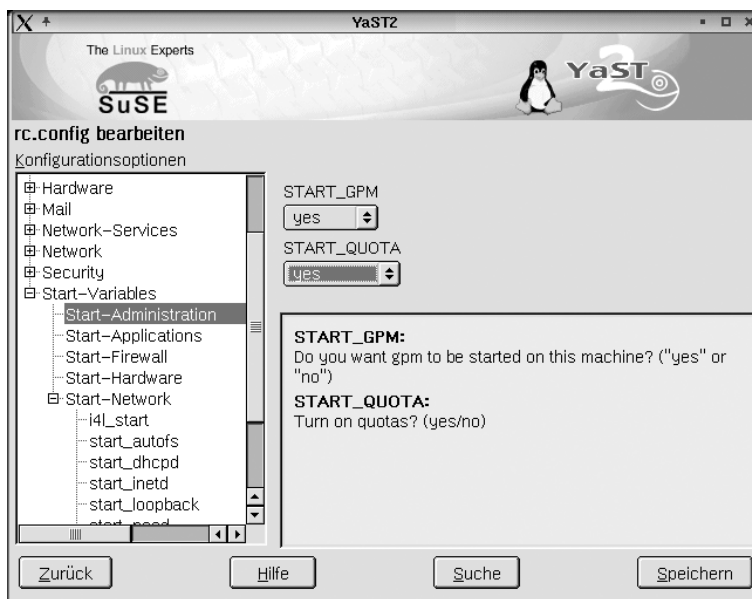 YaST2
The Linux Experts
SuSE
YaST
2
rc.config bearbeiten
Konfigurationsoptionen
Hardware
Mail
Network-Services
Network
Security
Start-Variables
Start-Administration
Start-Applications
Start-Firewall
Start-Hardware
Start-Network
i4l_start
start_autofs
start_dhcpd
start_inetd
start_loopback
START_GPM
yes
START_QUOTA
yes
START_GPM:
Do you want gpm to be started on this machine? ("yes" or
"no")
START_QUOTA:
Turn on quotas? (yes/no)
Zurück
Hilfe
Suche
Speichern